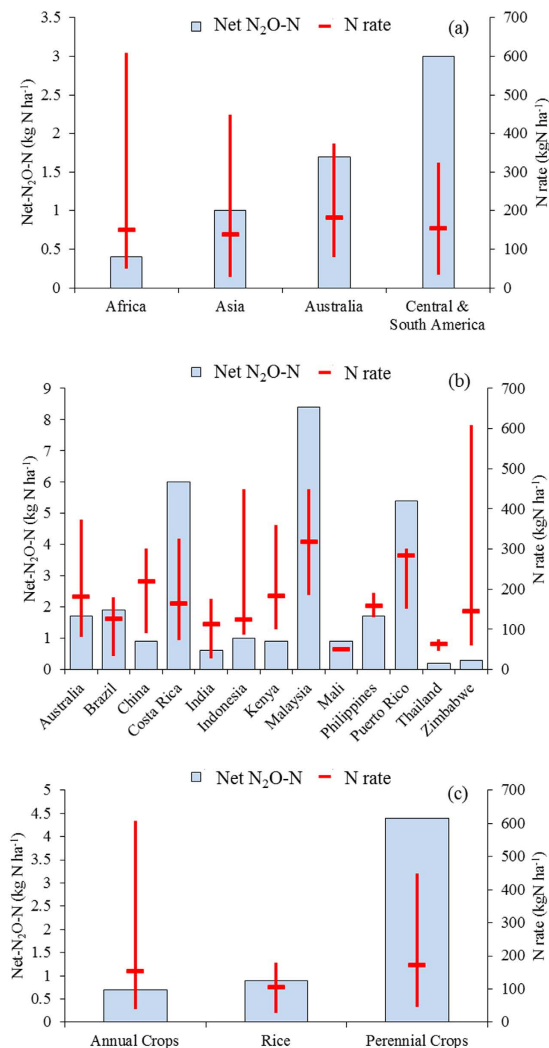 Net N₂O-N N rate (a)
Net-N₂O-N (kg N ha⁻¹)
3.5
3
2.5
2
1.5
1
0.5
0
700
600
500
400
300
200
100
0
N rate (kgN ha⁻¹)
Africa Asia Australia Central &
South America
Net N₂O-N N rate (b)
Net-N₂O-N (kg N ha⁻¹)
9
8
7
6
5
4
3
2
1
0
700
600
500
400
300
200
100
0
N rate (kgN ha⁻¹)
Australia
Brazil
China
Costa Rica
India
Indonesia
Kenya
Malaysia
Mali
Philippines
Puerto Rico
Thailand
Zimbabwe
Net N₂O-N N rate (c)
Net-N₂O-N (kg N ha⁻¹)
5
4.5
4
3.5
3
2.5
2
1.5
1
0.5
0
700
600
500
400
300
200
100
0
N rate (kgN ha⁻¹)
Annual Crops Rice Perennial Crops